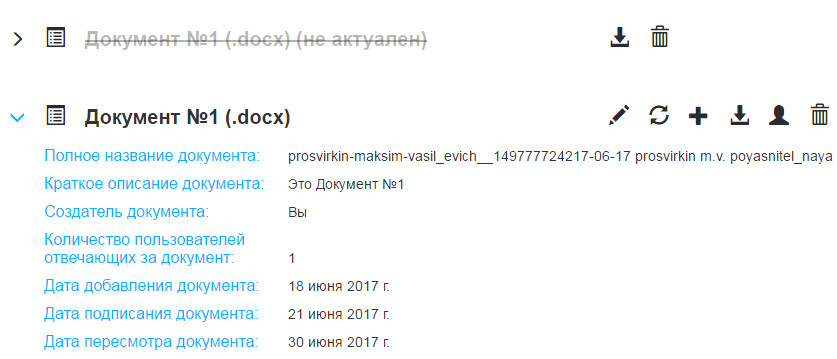 Документ №1 (.docx) (не актуален)
Документ №1 (.docx)
Полное название документа: prosvirkin-maksim-vasil_evich__149777724217-06-17 prosvirkin m.v. poyasnitel_naya
Краткое описание документа: Это Документ №1
Создатель документа: Вы
Количество пользователей
отвечающих за документ: 1
Дата добавления документа: 18 июня 2017 г.
Дата подписания документа: 21 июня 2017 г.
Дата пересмотра документа: 30 июня 2017 г.